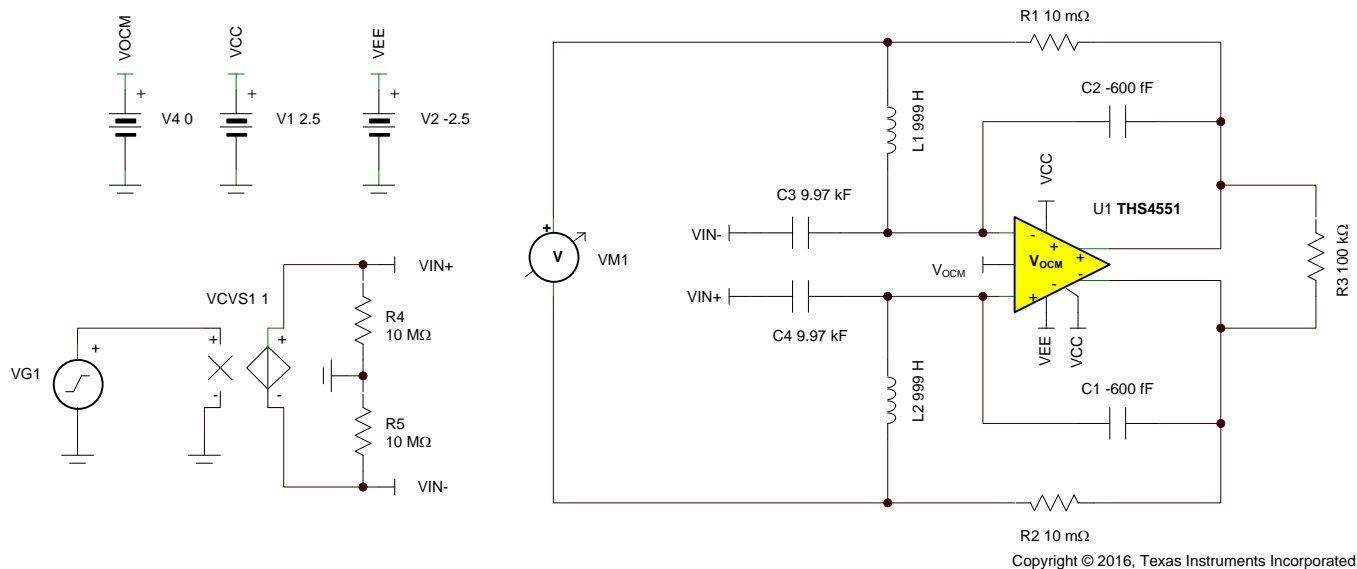 VOCM
VCC
VEE
+
V4 0
+
V1 2.5
+
V2 -2.5
VCVS1 1
VG1
+
+
-
+
-
VIN+
R4
10 MΩ
R5
10 MΩ
VIN-
R1 10 mΩ
C2 -600 fF
L1 999 H
C3 9.97 kF
VIN-
VCC
U1 THS4551
+
V
VM1
VOCM
-
+
+
VOCM
-
-
+
R3 100 kΩ
VIN+
C4 9.97 kF
VEE
VCC
L2 999 H
C1 -600 fF
R2 10 mΩ
Copyright © 2016, Texas Instruments Incorporated